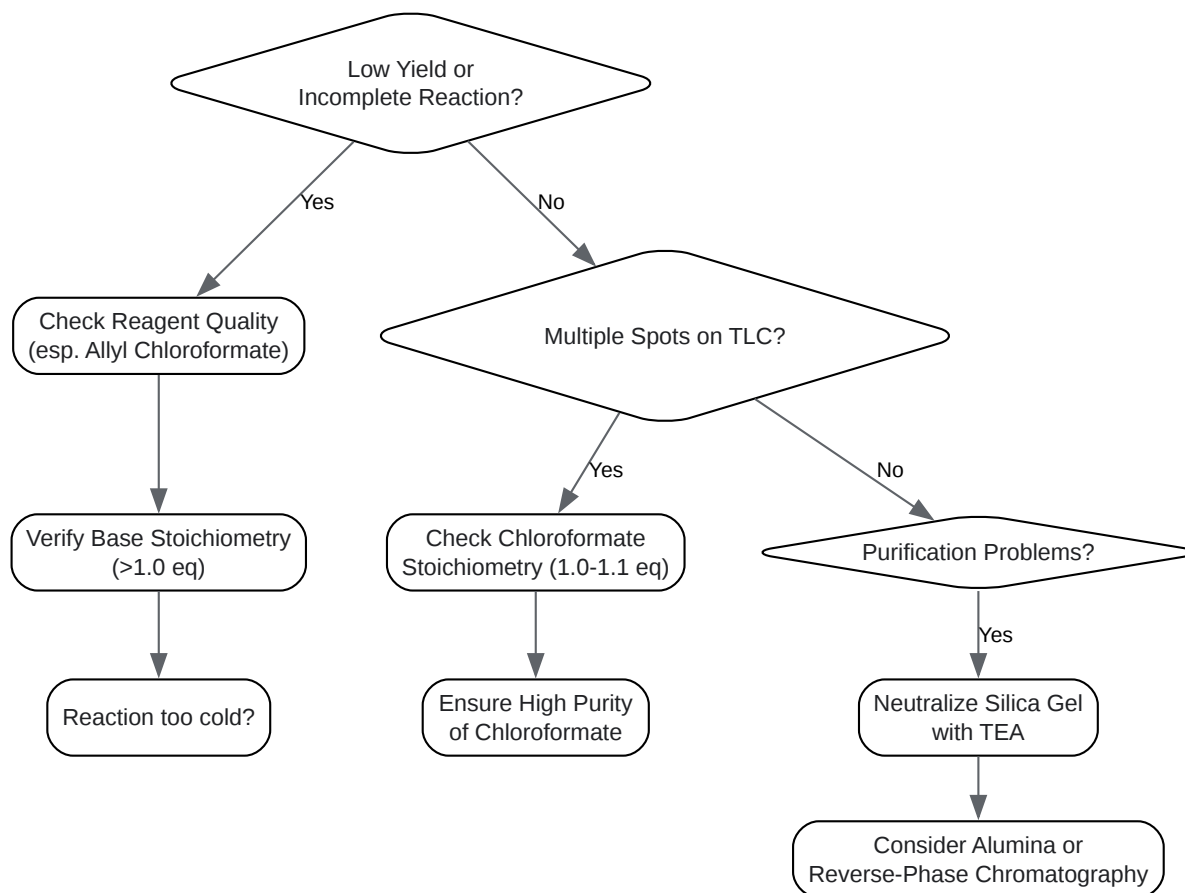 Low Yield or
Incomplete Reaction?
Yes
No
Check Reagent Quality
(esp. Allyl Chloroformate)
Multiple Spots on TLC?
Yes
No
Verify Base Stoichiometry
(>1.0 eq)
Check Chloroformate
Stoichiometry (1.0-1.1 eq)
Purification Problems?
Yes
Reaction too cold?
Ensure High Purity
of Chloroformate
Neutralize Silica Gel
with TEA
Consider Alumina or
Reverse-Phase Chromatography